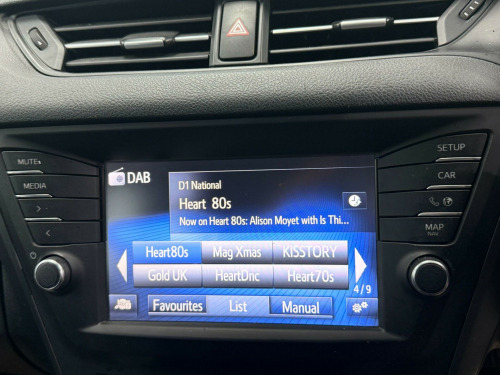 MUTE
MEDIA
>
<
DAB
D1 National
Heart 80s
Now on Heart 80s: Alison Moyet with Is Thi...
Heart80s Mag Xmas KISSTORY
Gold UK HeartDnc Heart70s
4/9
Favourites List Manual
SETUP
CAR
MAP
NAV